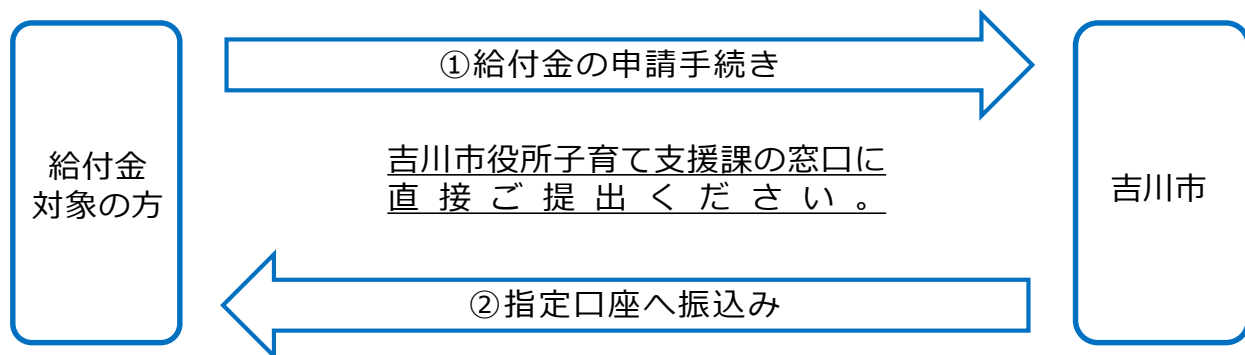 ①給付金の申請手続き
給付金
対象の方
吉川市役所子育て支援課の窓口に
直接ご提出ください。
吉川市
②指定口座へ振込み